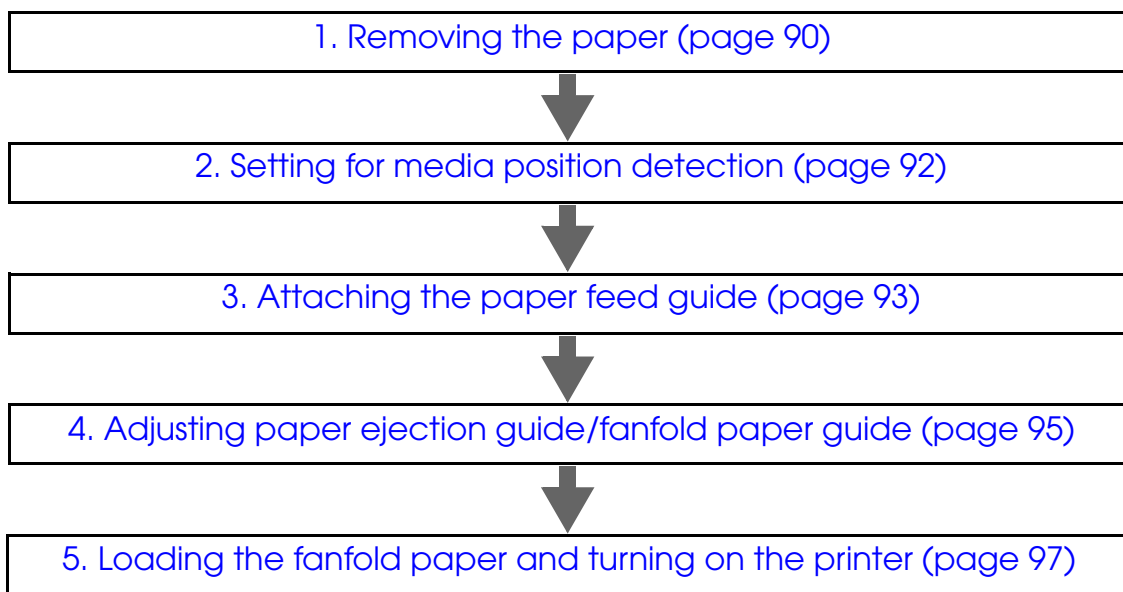 1. Removing the paper (page 90)
2. Setting for media position detection (page 92)
3. Attaching the paper feed guide (page 93)
4. Adjusting paper ejection guide/fanfold paper guide (page 95)
5. Loading the fanfold paper and turning on the printer (page 97)